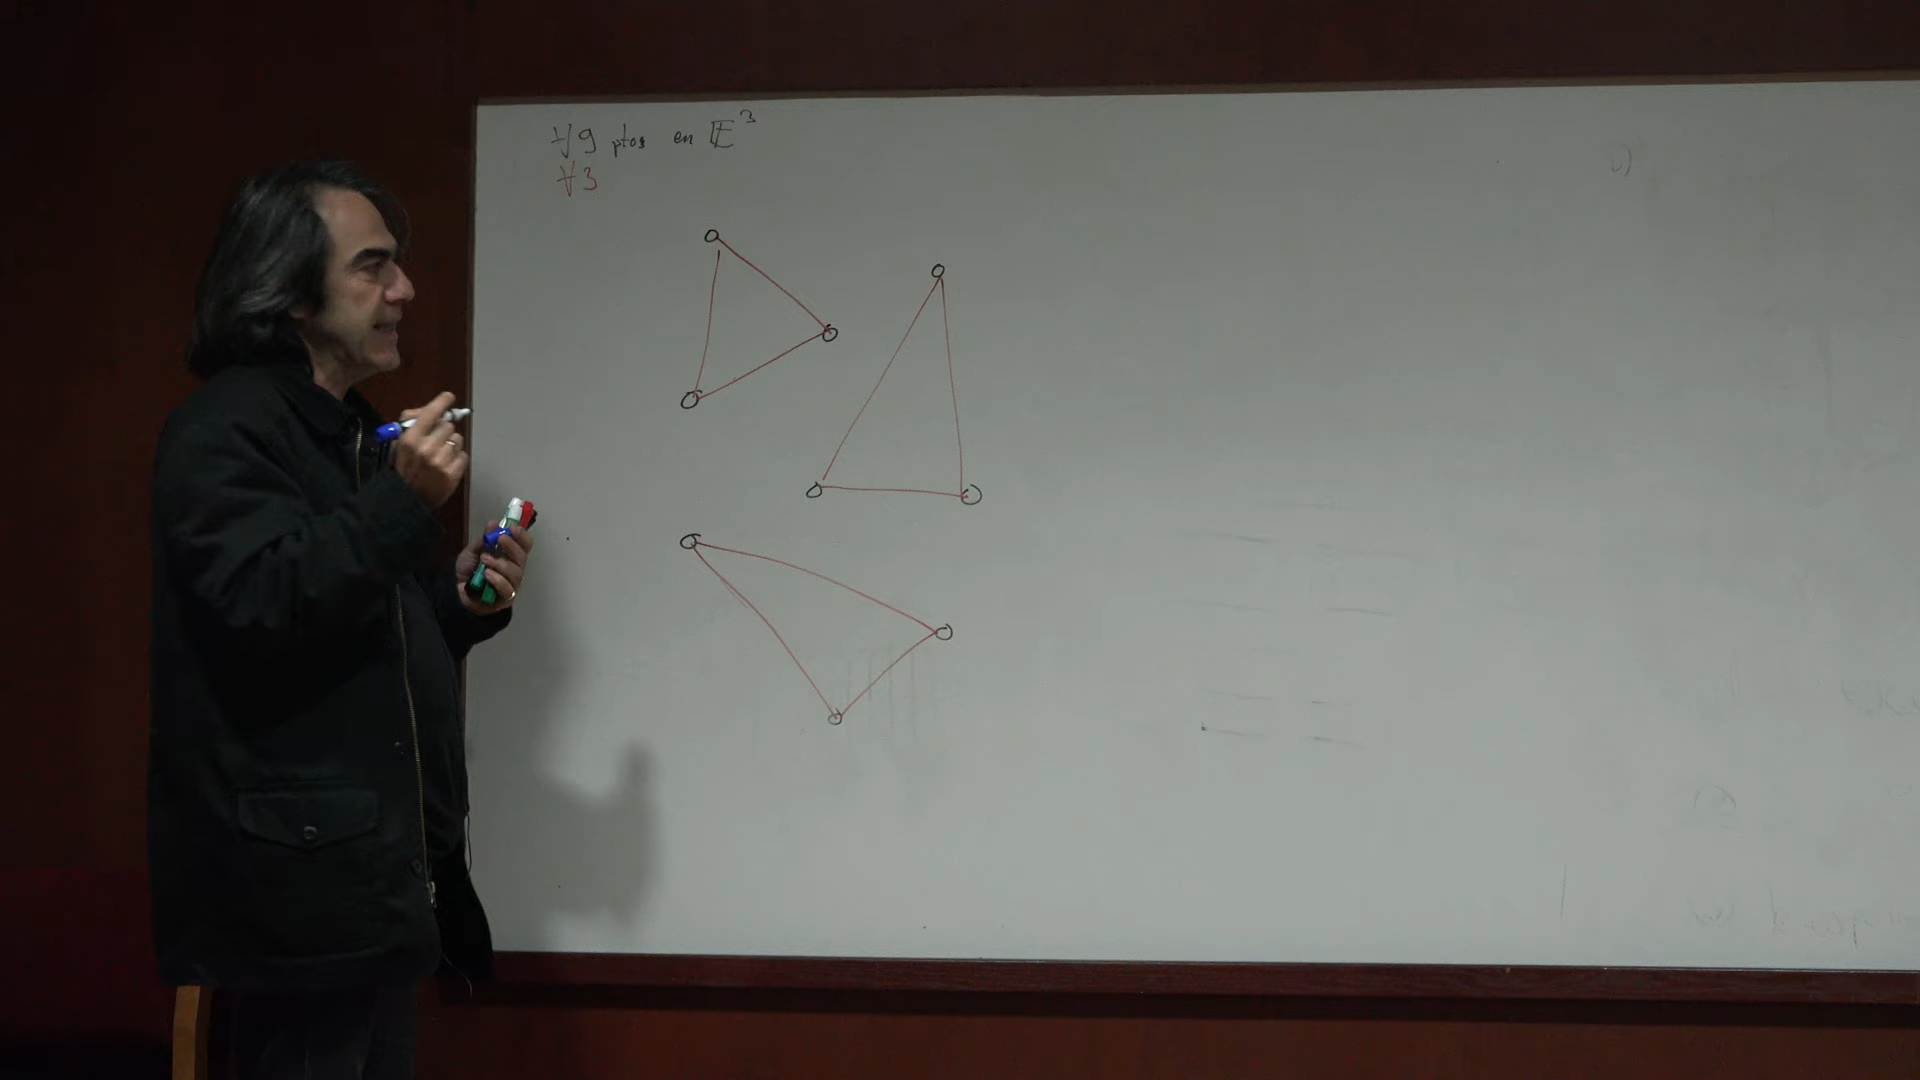 ∀ 9 ptos en 𝔼³
∀ 3